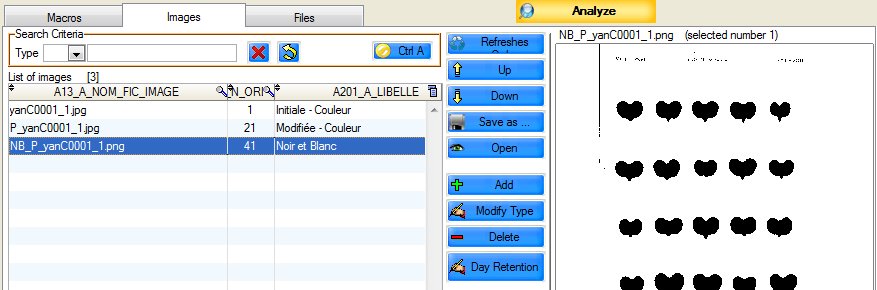 Macros Images Files
Analyze
Search Criteria
Type
Ctrl A
List of images [3]
A13_A_NOM_FIC_IMAGE N_ORI A201_A_LIBELLE
yanC0001_1.jpg 1 Initiale - Couleur
P_yanC0001_1.jpg 21 Modifiée - Couleur
NB_P_yanC0001_1.png 41 Noir et Blanc
Refreshes
Up
Down
Save as ...
Open
Add
Modify Type
Delete
Day Retention
NB_P_yanC0001_1.png (selected number 1)